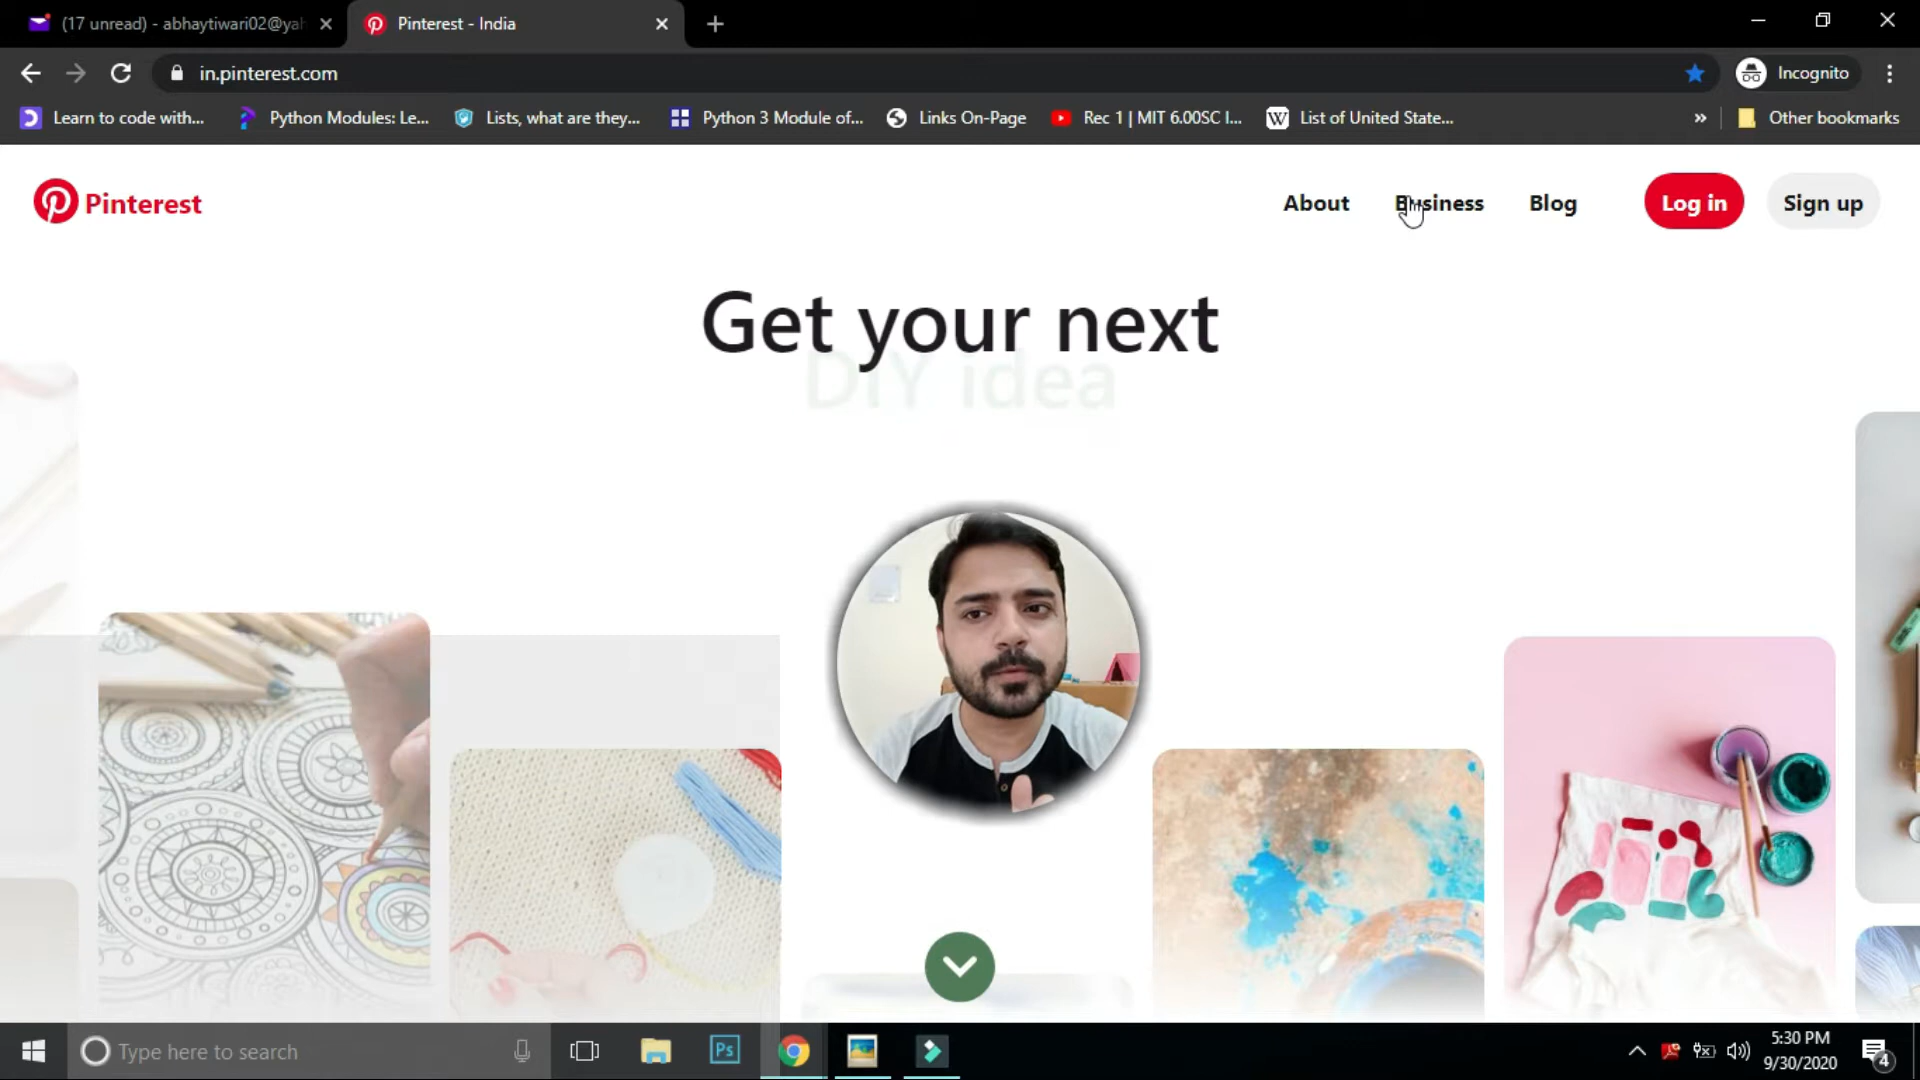 (17 unread) - abhaytiwari02@yah
Pinterest - India
in.pinterest.com
Incognito
Learn to code with...
Python Modules: Le...
Lists, what are they,...
Python 3 Module of...
Links On-Page
Rec 1 | MIT 6.00SC I...
List of United State...
»
Other bookmarks
Pinterest
About
Business
Blog
Log in
Sign up
Get your next
DIY idea
Type here to search
Ps
5:30 PM
9/30/2020
4